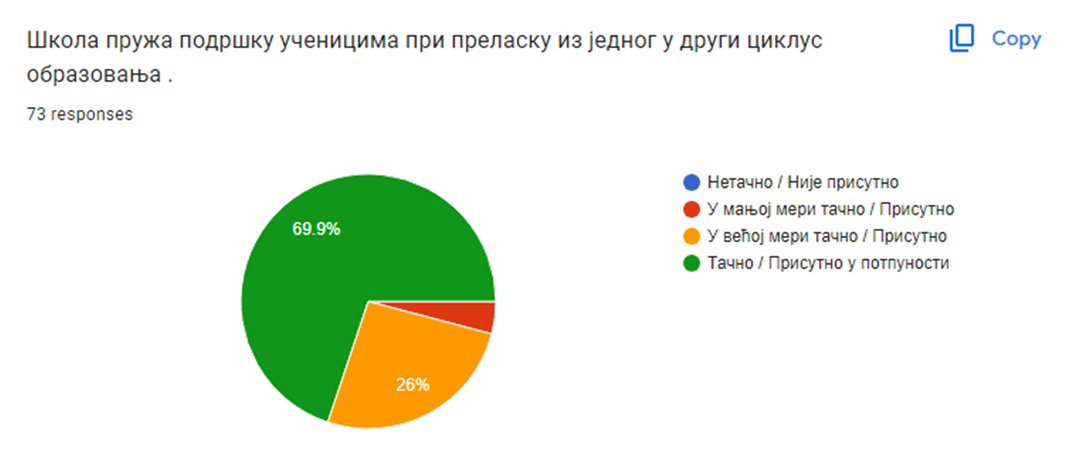 Школа пружа подршку ученицима при преласку из једног у други циклус
образовања .
Copy
73 responses
69.9%
26%
Нетачно / Није присутно
У мањој мери тачно / Присутно
У већој мери тачно / Присутно
Тачно / Присутно у потпуности